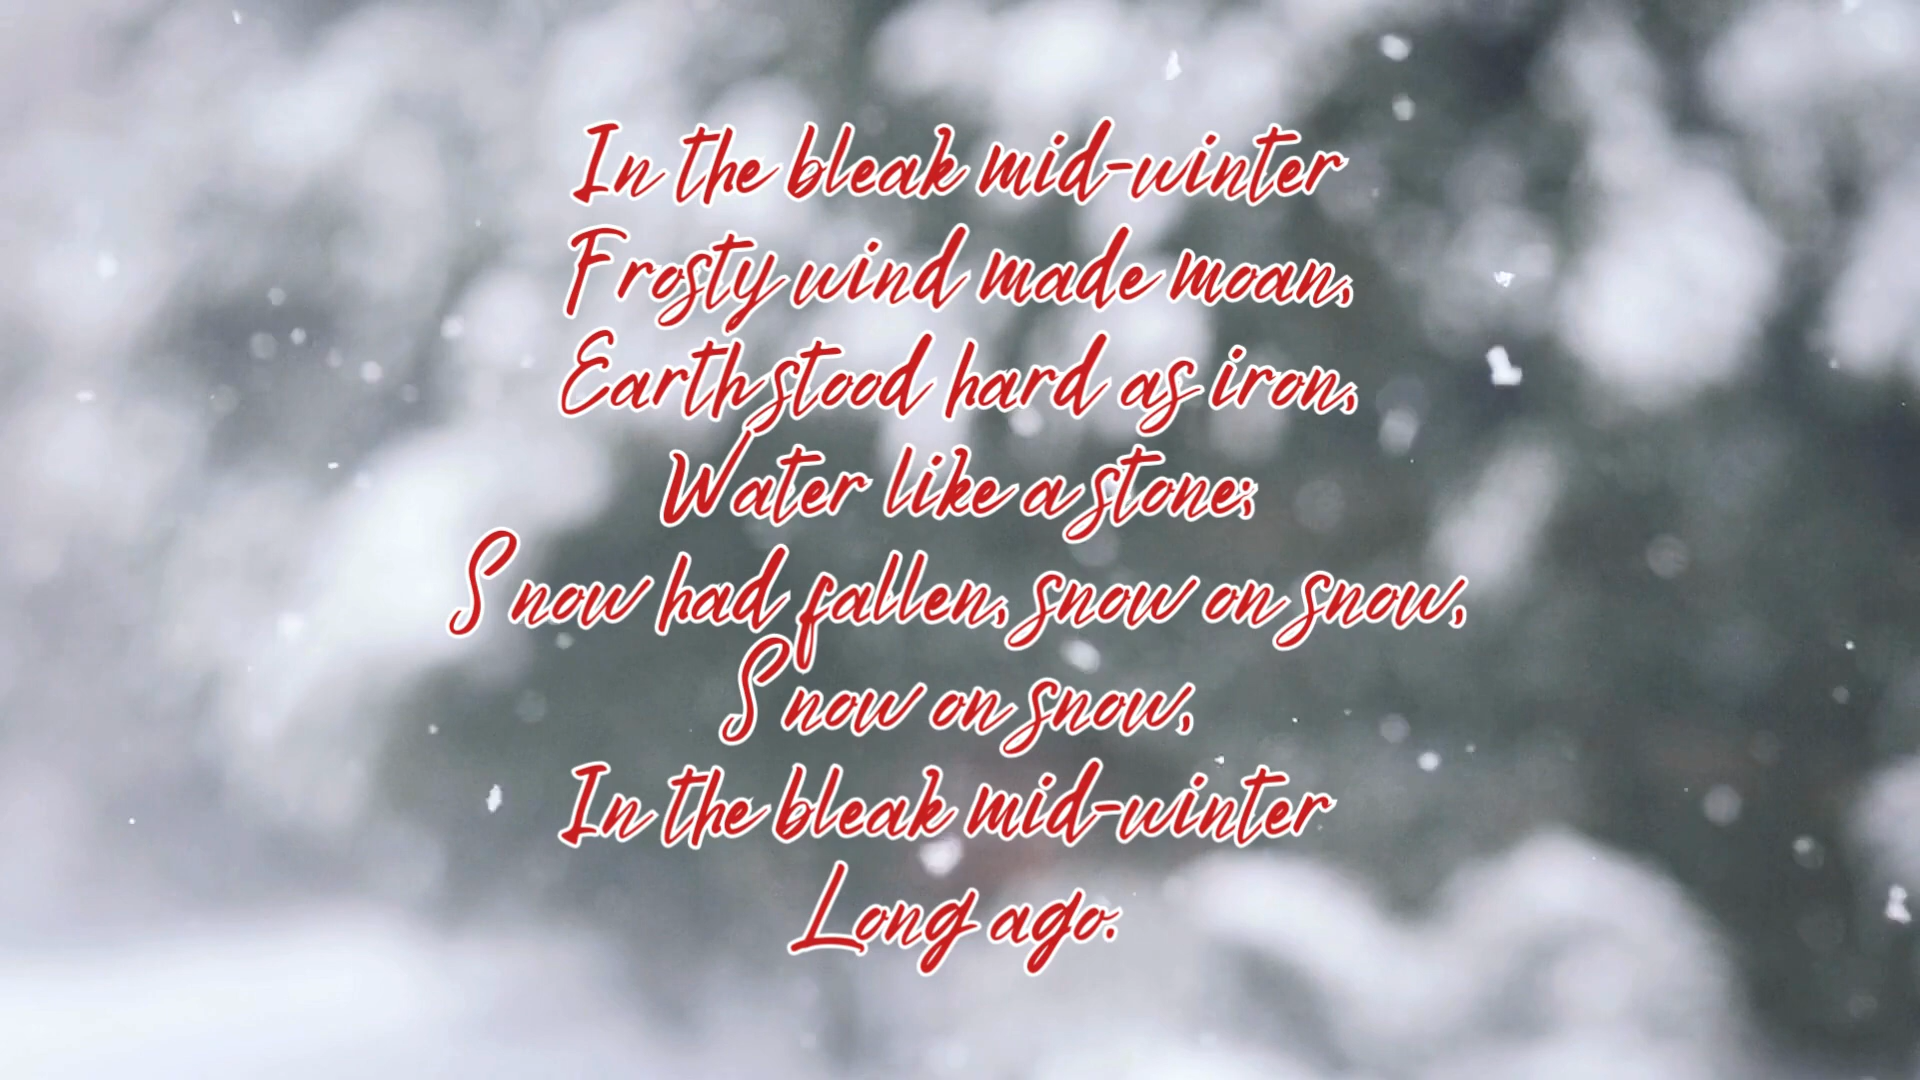 In the bleak mid-winter
Frosty wind made moan,
Earth stood hard as iron,
Water like a stone;
Snow had fallen, snow on snow,
Snow on snow,
In the bleak mid-winter
Long ago.